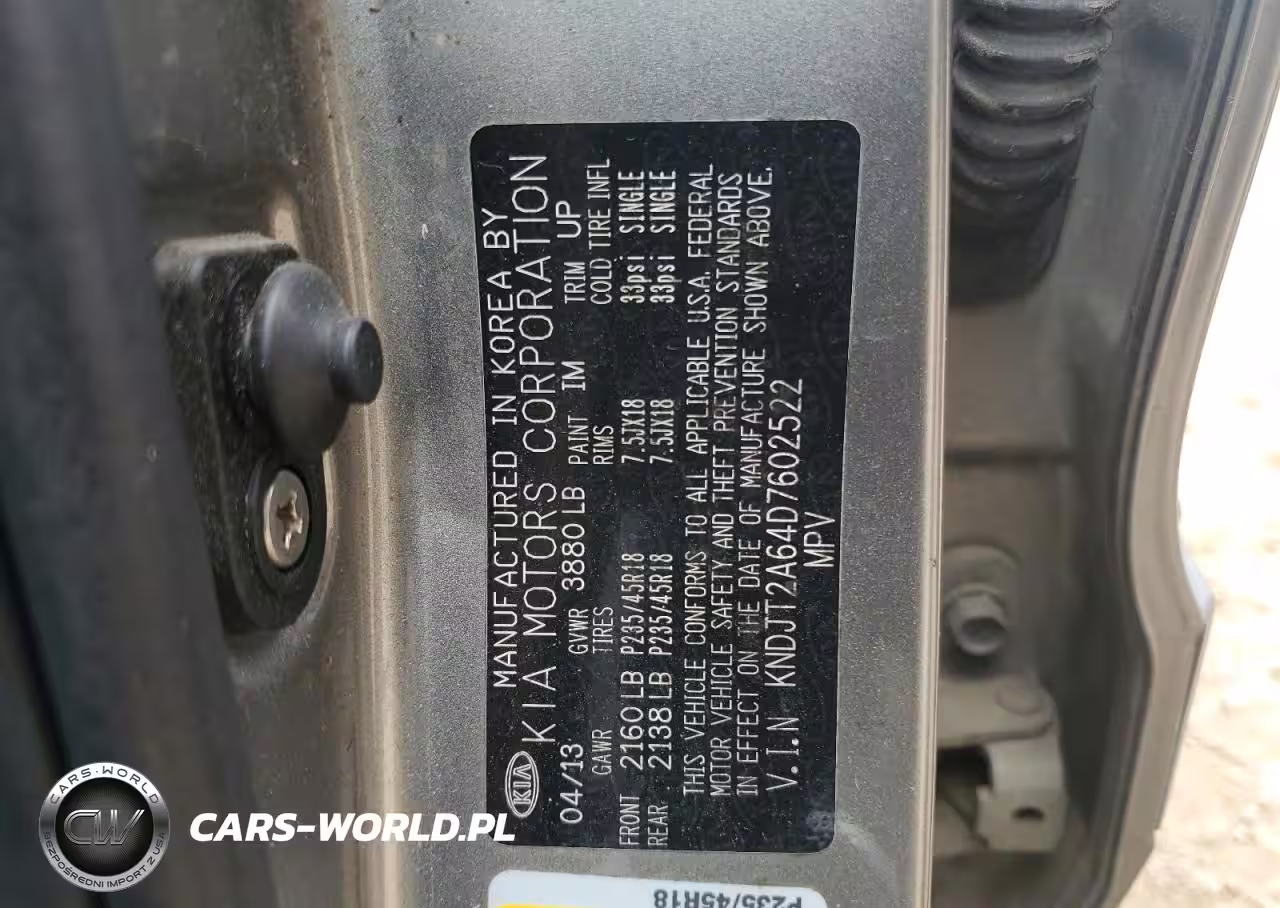 MANUFACTURED IN KOREA BY
KIA KIA MOTORS CORPORATION
04/13 GVWR 3880 LB PAINT IM TRIM UP
GAWR TIRES RIMS COLD TIRE INFL
FRONT 2160 LB P235/45R18 7.5JX18 33psi SINGLE
REAR 2138 LB P235/45R18 7.5JX18 33psi SINGLE
THIS VEHICLE CONFORMS TO ALL APPLICABLE U.S.A. FEDERAL
MOTOR VEHICLE SAFETY AND THEFT PREVENTION STANDARDS
IN EFFECT ON THE DATE OF MANUFACTURE SHOWN ABOVE.
V.I.N KNDJT2A64D7602522
MPV
P235/45R18
CARS-WORLD
CW
BEZPOŚREDNI IMPORT Z USA
CARS-WORLD.PL